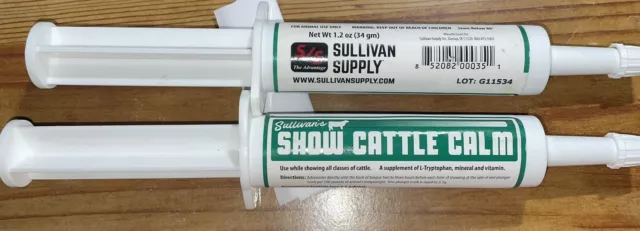 FOR ANIMAL USE ONLY WARNING: KEEP OUT OF REACH OF CHILDREN
Net Wt 1.2 oz (34 gm)
S/S
The Advantage
SULLIVAN
SUPPLY
WWW.SULLIVANSUPPLY.COM
8 52082 00035 1
LOT: G11534
Sullivan's
SHOW CATTLE CALM
Use while showing all classes of cattle. A supplement of L-Tryptophan, mineral and vitamin.
Directions: